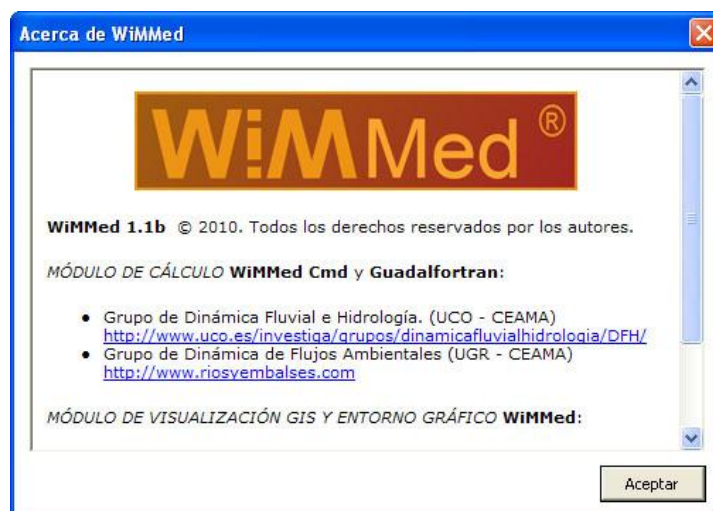 Acerca de WiMMed
WiMMed ®
WiMMed 1.1b © 2010. Todos los derechos reservados por los autores.
MÓDULO DE CÁLCULO WiMMed Cmd y Guadalfortran:
• Grupo de Dinámica Fluvial e Hidrología. (UCO - CEAMA)
http://www.uco.es/investiga/grupos/dinamicafluvialhidrologia/DFH/
• Grupo de Dinámica de Flujos Ambientales (UGR - CEAMA)
http://www.riosyembalses.com
MÓDULO DE VISUALIZACIÓN GIS Y ENTORNO GRÁFICO WiMMed:
Aceptar